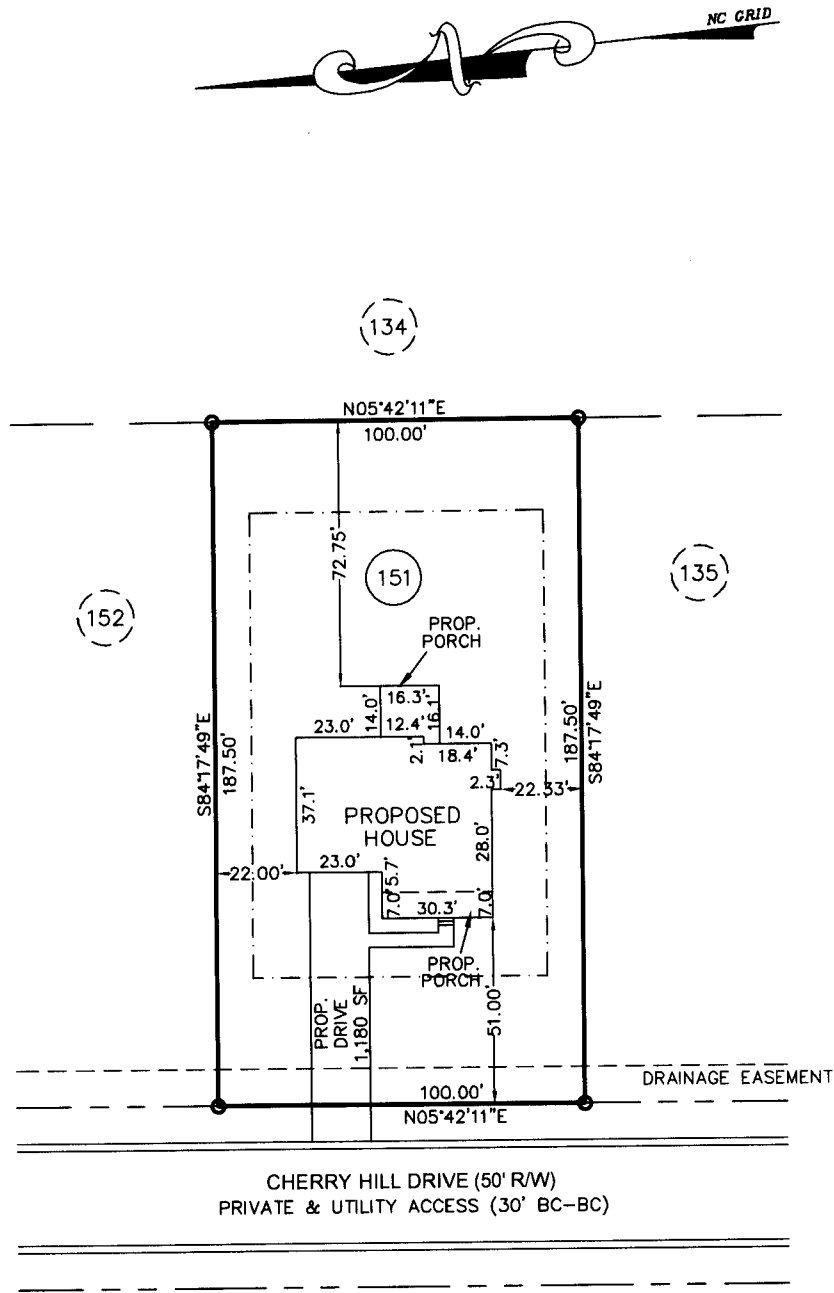 NC GRID
N
134
N05°42'11"E
100.00'
72.75'
151
135
152
PROP.
PORCH
16.3'
14.0'
16.1'
23.0'
12.4'
14.0'
2.1'
18.4'
7.3'
2.3'
22.33'
S84°17'49"E
187.50'
187.50'
S84°17'49"E
37.1'
PROPOSED
HOUSE
28.0'
22.00'
23.0'
5.7'
7.0'
30.3'
7.0'
PROP.
PORCH
51.00'
PROP.
DRIVE
1,180 SF
DRAINAGE EASEMENT
100.00'
N05°42'11"E
CHERRY HILL DRIVE (50' R/W)
PRIVATE & UTILITY ACCESS (30' BC-BC)